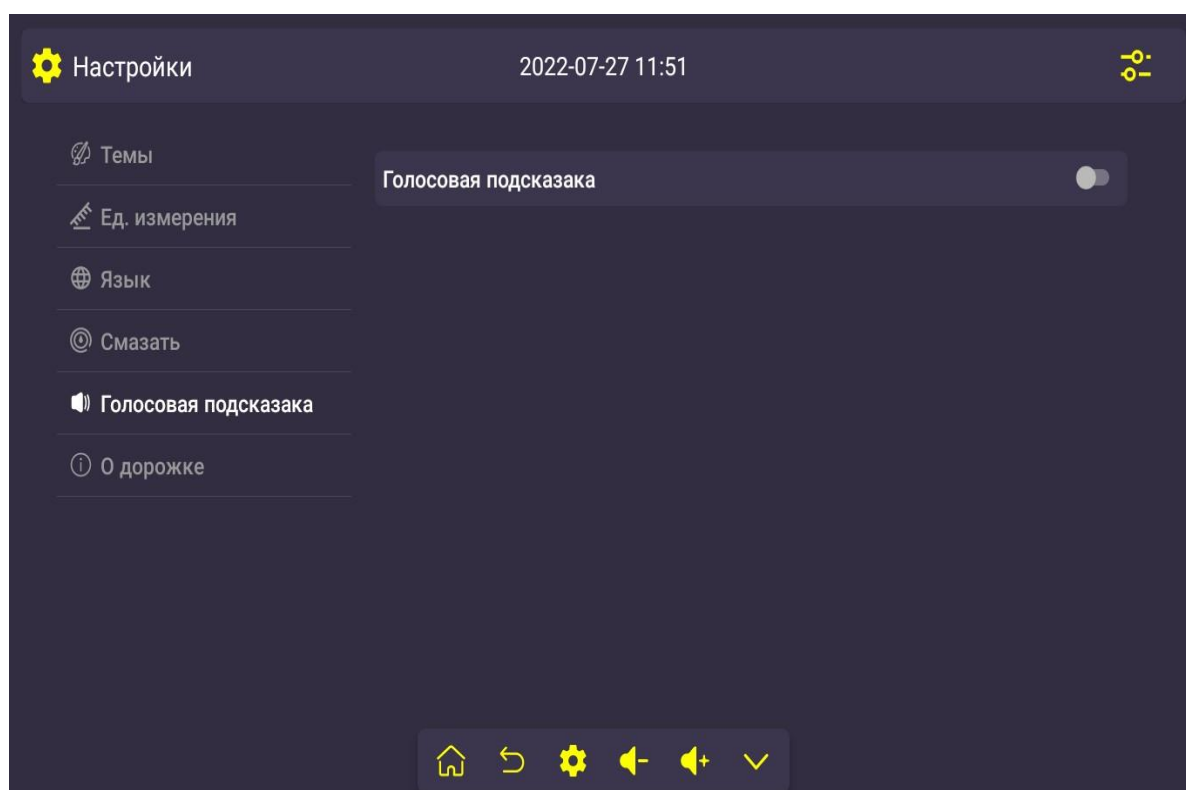 Настройки
2022-07-27 11:51
Темы
Ед. измерения
Язык
Смазать
Голосовая подсказака
О дорожке
Голосовая подсказака